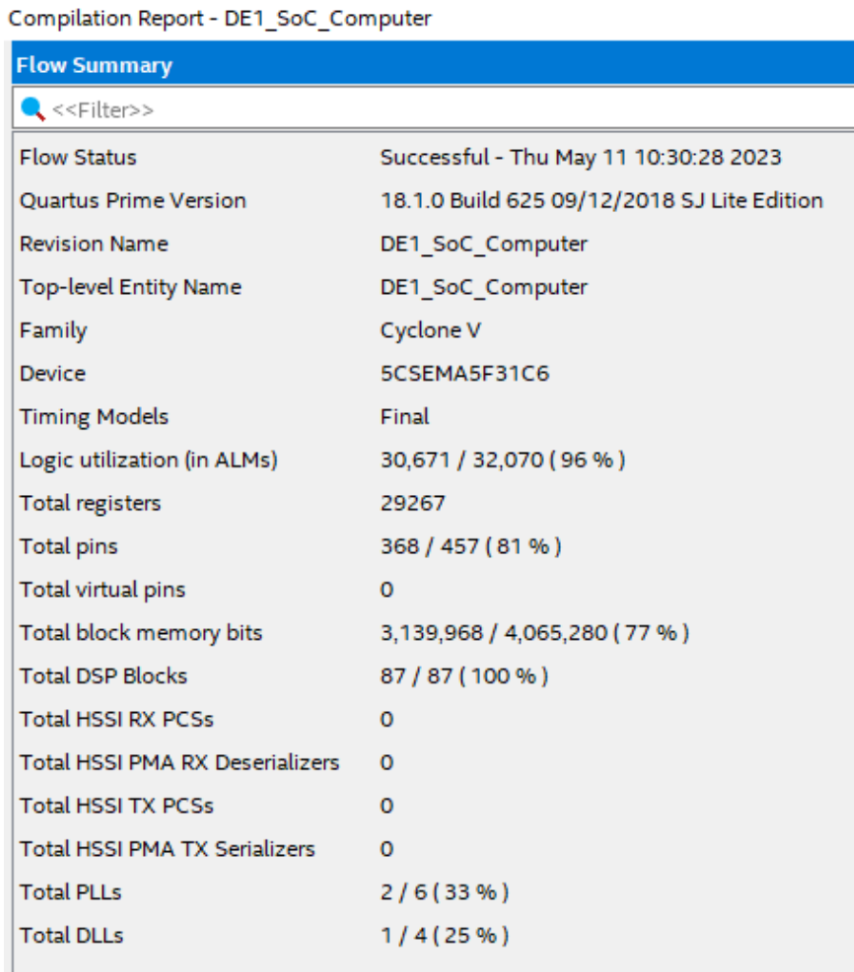 Compilation Report - DE1_SoC_Computer
Flow Summary
<<Filter>>
Flow Status Successful - Thu May 11 10:30:28 2023
Quartus Prime Version 18.1.0 Build 625 09/12/2018 SJ Lite Edition
Revision Name DE1_SoC_Computer
Top-level Entity Name DE1_SoC_Computer
Family Cyclone V
Device 5CSEMA5F31C6
Timing Models Final
Logic utilization (in ALMs) 30,671 / 32,070 ( 96 % )
Total registers 29267
Total pins 368 / 457 ( 81 % )
Total virtual pins 0
Total block memory bits 3,139,968 / 4,065,280 ( 77 % )
Total DSP Blocks 87 / 87 ( 100 % )
Total HSSI RX PCSs 0
Total HSSI PMA RX Deserializers 0
Total HSSI TX PCSs 0
Total HSSI PMA TX Serializers 0
Total PLLs 2 / 6 ( 33 % )
Total DLLs 1 / 4 ( 25 % )